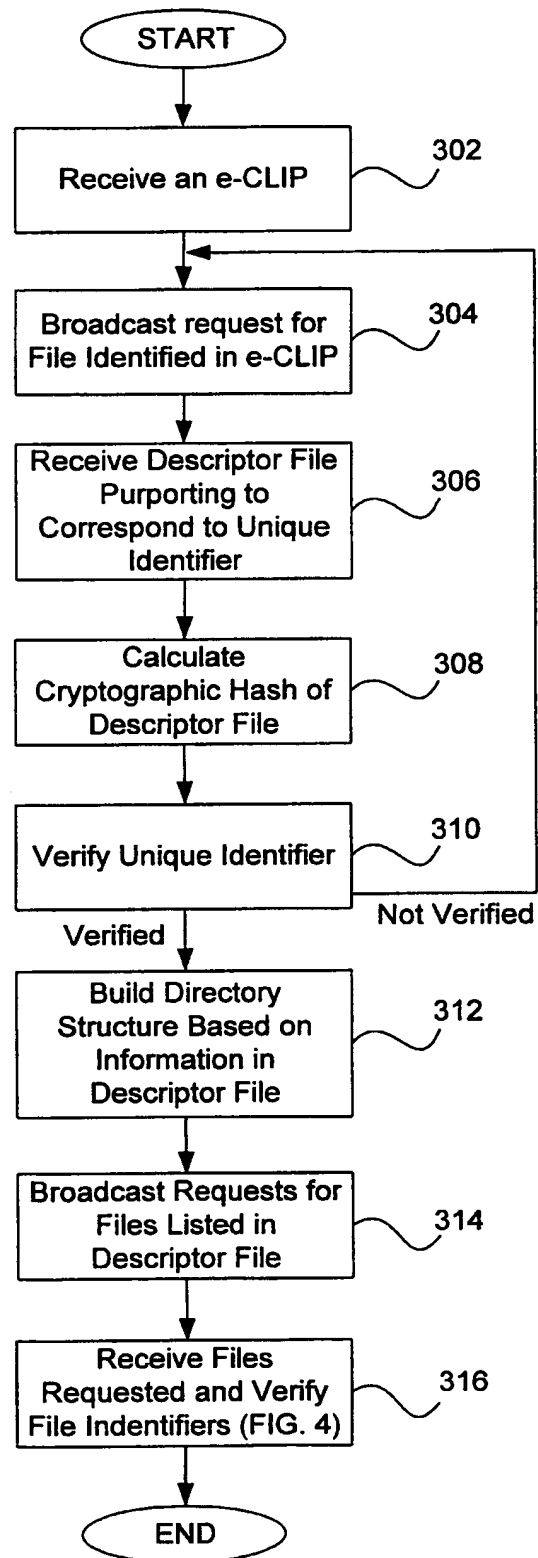 START
Receive an e-CLIP
302
Broadcast request for
File Identified in e-CLIP
304
Receive Descriptor File
Purporting to
Correspond to Unique
Identifier
306
Calculate
Cryptographic Hash of
Descriptor File
308
Verify Unique Identifier
310
Not Verified
Verified
Build Directory
Structure Based on
Information in
Descriptor File
312
Broadcast Requests for
Files Listed in
Descriptor File
314
Receive Files
Requested and Verify
File Indentifiers (FIG. 4)
316
END